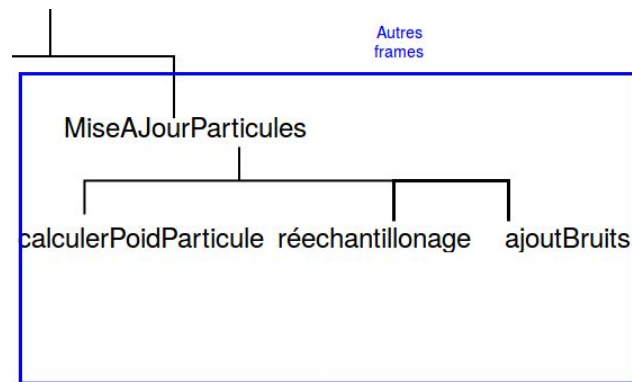 Autres
frames
MiseAJourParticules
calculerPoidParticule réechantillonage ajoutBruits